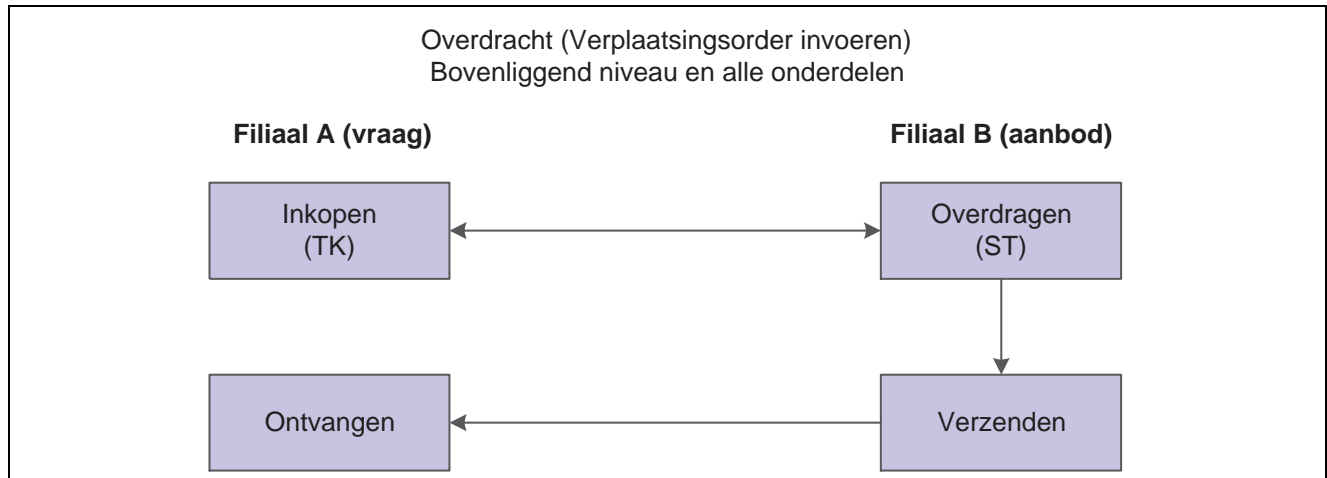 Overdracht (Verplaatsingsorder invoeren)
Bovenliggend niveau en alle onderdelen
Filiaal A (vraag)
Filiaal B (aanbod)
Inkopen
(TK)
Overdragen
(ST)
Ontvangen
Verzenden